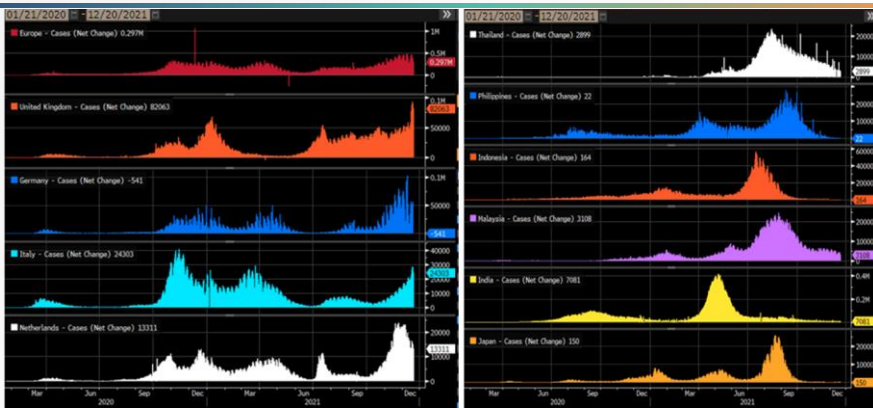 01/21/2020 - 12/20/2021
Europe - Cases (Net Change) 0.297M
1M
0.5M
0.297M
0
United Kingdom - Cases (Net Change) 82063
0.1M
82063
50000
0
Germany - Cases (Net Change) -541
0.1M
50000
-541
Italy - Cases (Net Change) 24303
40000
30000
24303
10000
0
Netherlands - Cases (Net Change) 13311
20000
13311
0
Mar Jun Sep Dec Mar Jun Sep Dec
2020 2021
01/21/2020 - 12/20/2021
Thailand - Cases (Net Change) 2899
20000
10000
2899
Philippines - Cases (Net Change) 22
20000
10000
22
Indonesia - Cases (Net Change) 164
60000
40000
20000
164
Malaysia - Cases (Net Change) 3108
20000
10000
3108
India - Cases (Net Change) 7081
0.4M
0.2M
7081
Japan - Cases (Net Change) 150
20000
10000
150
Mar Jun Sep Dec Mar Jun Sep Dec
2020 2021